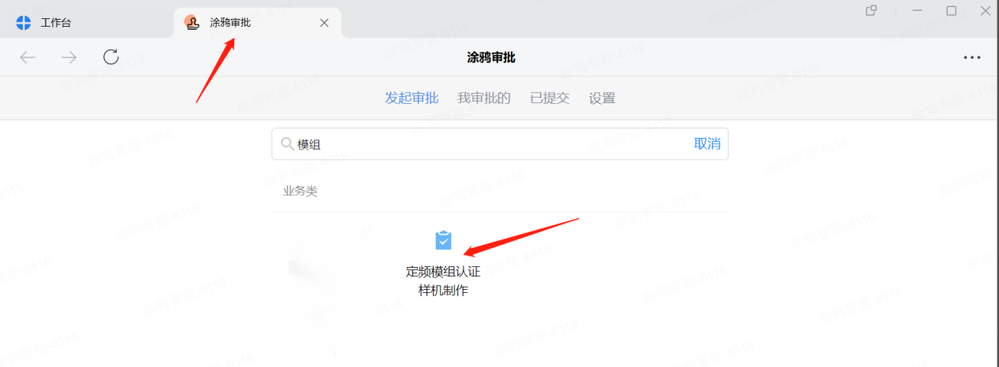 工作台
涂鸦审批
涂鸦审批
发起审批 我审批的 已提交 设置
模组 取消
业务类
定频模组认证
样机制作